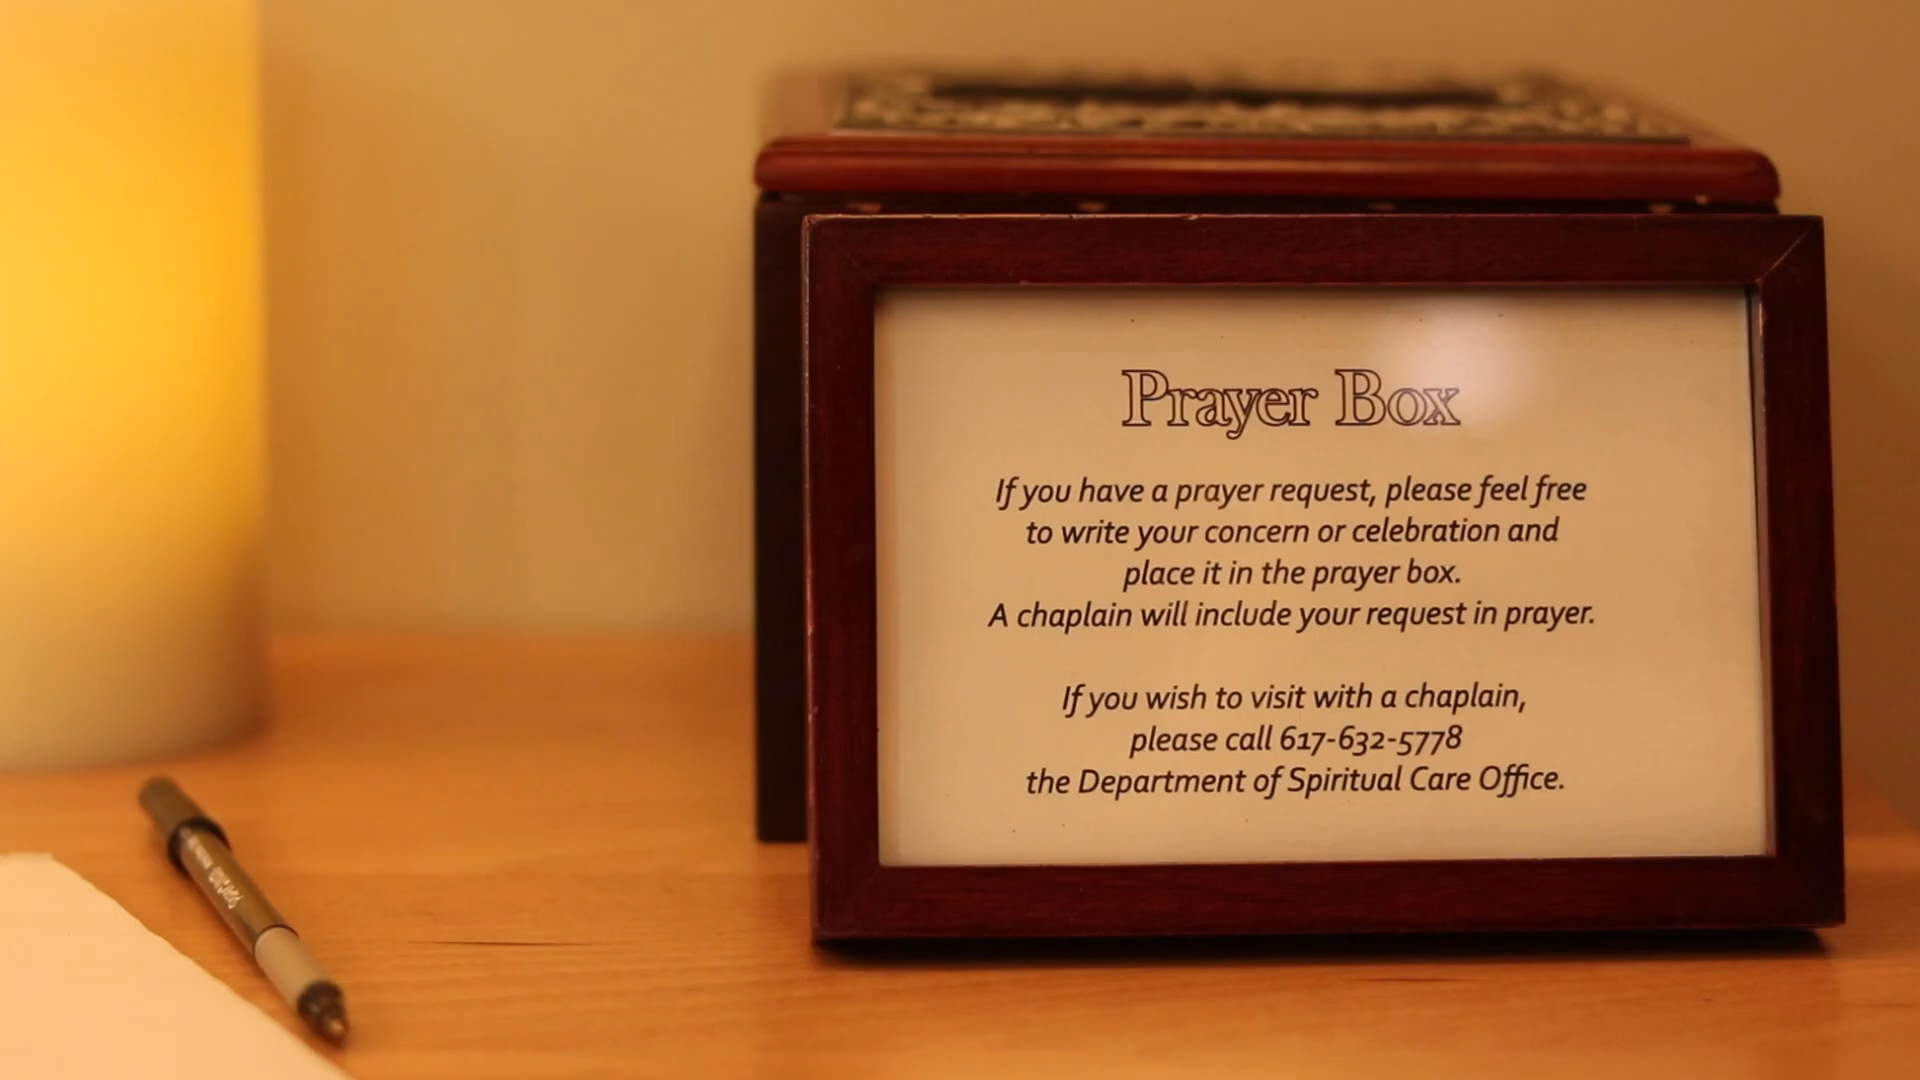 Prayer Box
If you have a prayer request, please feel free
to write your concern or celebration and
place it in the prayer box.
A chaplain will include your request in prayer.
If you wish to visit with a chaplain,
please call 617-632-5778
the Department of Spiritual Care Office.